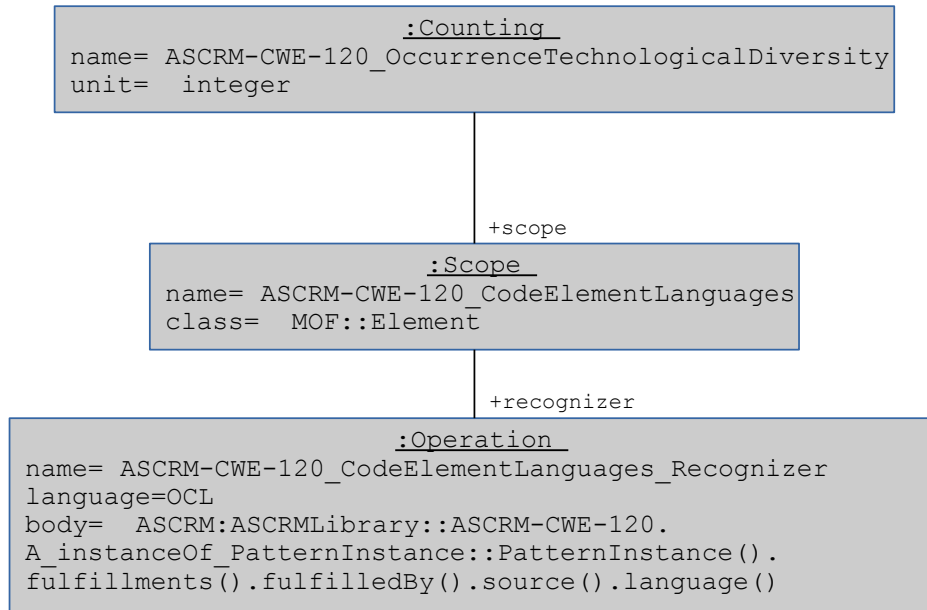 :Counting
name= ASCRM-CWE-120_OccurrenceTechnologicalDiversity
unit= integer
+scope
:Scope
name= ASCRM-CWE-120_CodeElementLanguages
class= MOF::Element
+recognizer
:Operation
name= ASCRM-CWE-120_CodeElementLanguages_Recognizer
language=OCL
body= ASCRM:ASCRMLibrary::ASCRM-CWE-120.
A_instanceOf_PatternInstance::PatternInstance().
fulfillments().fulfilledBy().source().language()